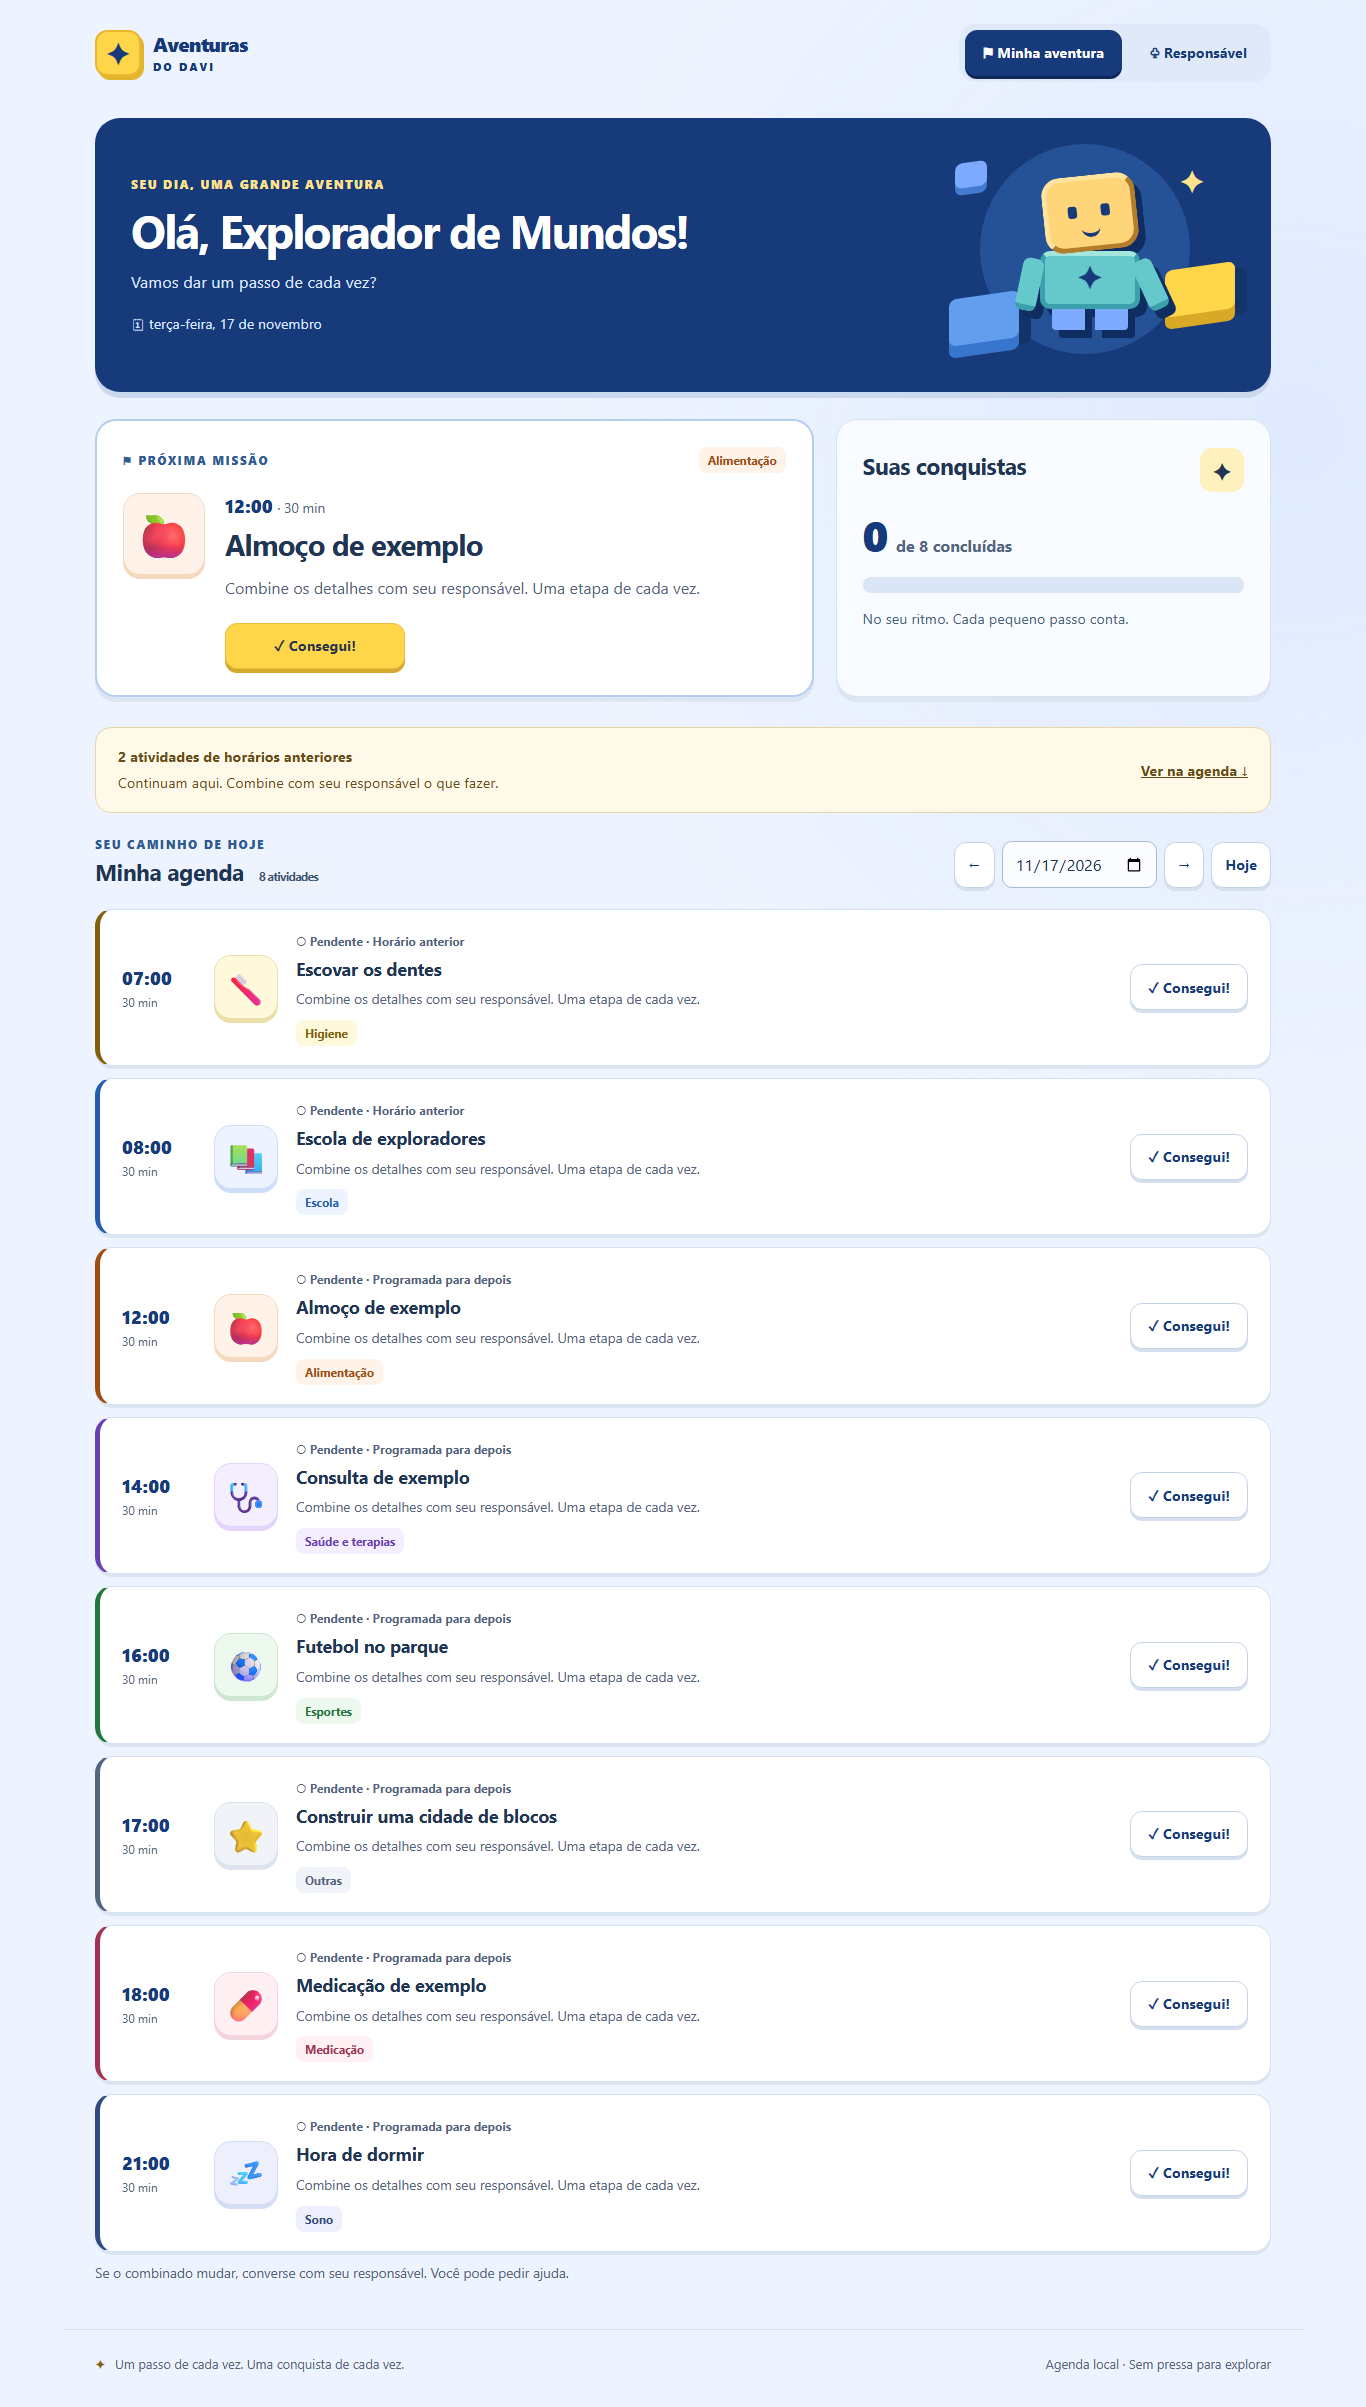 Aventuras
DO DAVI
Minha aventura
Responsável
SEU DIA, UMA GRANDE AVENTURA
Olá, Explorador de Mundos!
Vamos dar um passo de cada vez?
terça-feira, 17 de novembro
PRÓXIMA MISSÃO
Alimentação
12:00 · 30 min
Almoço de exemplo
Combine os detalhes com seu responsável. Uma etapa de cada vez.
✓ Consegui!
Suas conquistas
0 de 8 concluídas
No seu ritmo. Cada pequeno passo conta.
2 atividades de horários anteriores
Continuam aqui. Combine com seu responsável o que fazer.
Ver na agenda ↓
SEU CAMINHO DE HOJE
Minha agenda 8 atividades
← 11/17/2026 → Hoje
○ Pendente · Horário anterior
07:00
30 min
Escovar os dentes
Combine os detalhes com seu responsável. Uma etapa de cada vez.
Higiene
✓ Consegui!
○ Pendente · Horário anterior
08:00
30 min
Escola de exploradores
Combine os detalhes com seu responsável. Uma etapa de cada vez.
Escola
✓ Consegui!
○ Pendente · Programada para depois
12:00
30 min
Almoço de exemplo
Combine os detalhes com seu responsável. Uma etapa de cada vez.
Alimentação
✓ Consegui!
○ Pendente · Programada para depois
14:00
30 min
Consulta de exemplo
Combine os detalhes com seu responsável. Uma etapa de cada vez.
Saúde e terapias
✓ Consegui!
○ Pendente · Programada para depois
16:00
30 min
Futebol no parque
Combine os detalhes com seu responsável. Uma etapa de cada vez.
Esportes
✓ Consegui!
○ Pendente · Programada para depois
17:00
30 min
Construir uma cidade de blocos
Combine os detalhes com seu responsável. Uma etapa de cada vez.
Outras
✓ Consegui!
○ Pendente · Programada para depois
18:00
30 min
Medicação de exemplo
Combine os detalhes com seu responsável. Uma etapa de cada vez.
Medicação
✓ Consegui!
○ Pendente · Programada para depois
21:00
30 min
Hora de dormir
Combine os detalhes com seu responsável. Uma etapa de cada vez.
Sono
✓ Consegui!
Se o combinado mudar, converse com seu responsável. Você pode pedir ajuda.
✦ Um passo de cada vez. Uma conquista de cada vez.
Agenda local · Sem pressa para explorar